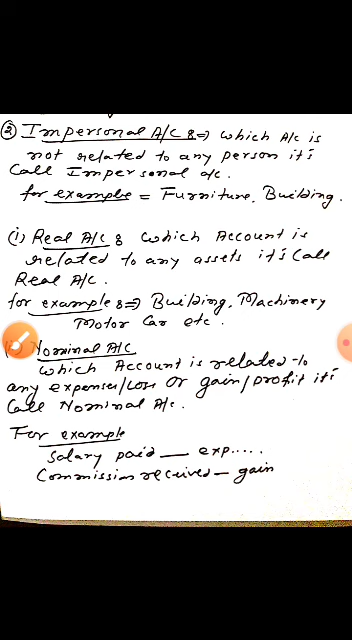 ② Impersonal A/C :⇒ which A/c is
not related to any person it's
Call Impersonal a/c.
for example = Furniture, Building.
(i) Real A/c : which Account is
related to any assets it's Call
Real A/C.
for example :⇒ Building, Machinery
Motor Car etc.
Nominal A/C
which Account is related to
any expenses/Loss Or gain/profit it's
Call Nominal A/c.
For example
Salary paid — exp.....
Commission received — gain